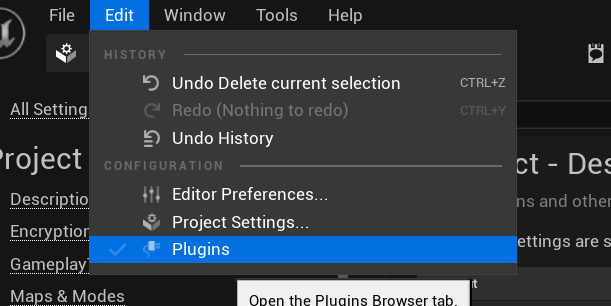 File Edit Window Tools Help
HISTORY
Undo Delete current selection CTRL+Z
Redo (Nothing to redo) CTRL+Y
All Setting
Undo History
Project
CONFIGURATION
ct - Des
Editor Preferences...
Descriptio
ns and other
Project Settings...
Encryption
Plugins
ettings are s
Gameplay
Maps & Modes
Open the Plugins Browser tab.